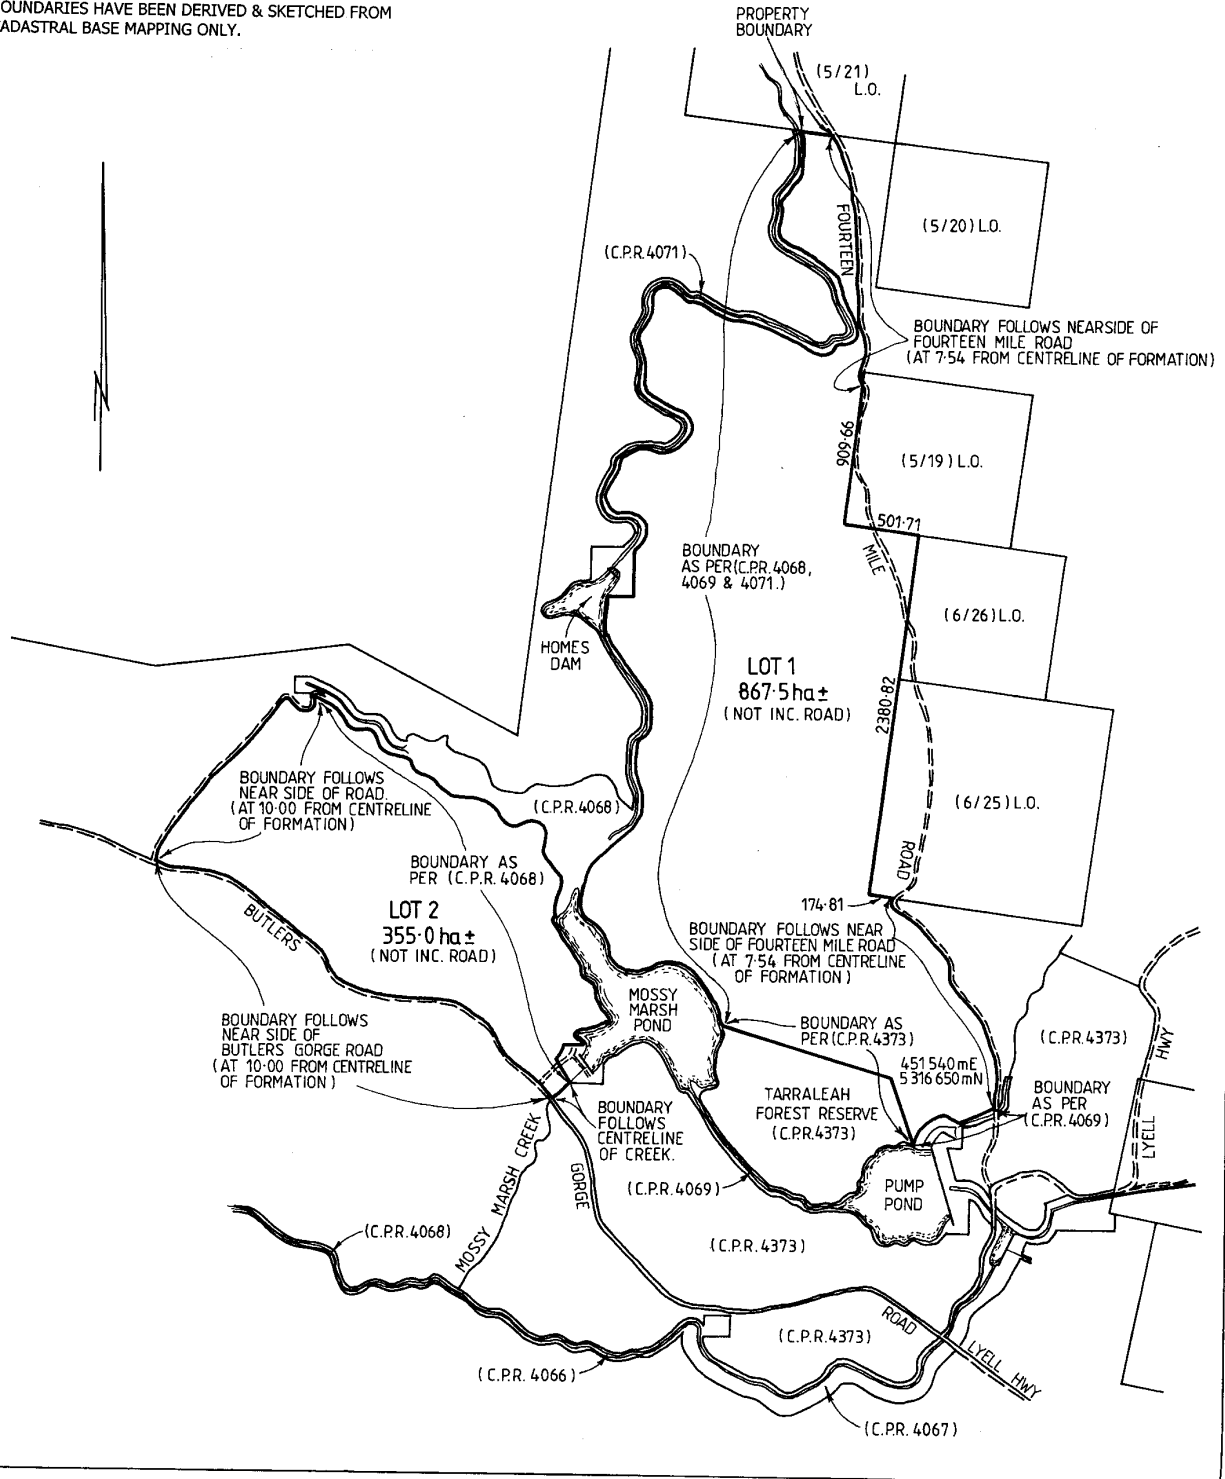 OUNDARIES HAVE BEEN DERIVED & SKETCHED FROM
ADASTRAL BASE MAPPING ONLY.
PROPERTY
BOUNDARY
(5/21)
L.O.
(5/20) L.O.
FOURTEEN
(C.P.R. 4071)
BOUNDARY FOLLOWS NEARSIDE OF
FOURTEEN MILE ROAD
(AT 7·54 FROM CENTRELINE OF FORMATION)
909·66
(5/19) L.O.
501·71
MILE
BOUNDARY
AS PER (C.P.R. 4068,
4069 & 4071.)
(6/26) L.O.
HOMES
DAM
LOT 1
867·5 ha ±
(NOT INC. ROAD)
2380·82
BOUNDARY FOLLOWS
NEAR SIDE OF ROAD.
(AT 10·00 FROM CENTRELINE
OF FORMATION)
(C.P.R. 4068)
(6/25) L.O.
ROAD
BOUNDARY AS
PER (C.P.R. 4068)
174·81
BUTLERS
LOT 2
355·0 ha ±
(NOT INC. ROAD)
BOUNDARY FOLLOWS NEAR
SIDE OF FOURTEEN MILE ROAD
(AT 7·54 FROM CENTRELINE
OF FORMATION)
MOSSY
MARSH
POND
BOUNDARY FOLLOWS
NEAR SIDE OF
BUTLERS GORGE ROAD
(AT 10·00 FROM CENTRELINE
OF FORMATION)
BOUNDARY AS
PER (C.P.R. 4373)
(C.P.R. 4373)
HWY
451 540 mE
5 316 650 mN
TARRALEAH
FOREST RESERVE
(C.P.R. 4373)
BOUNDARY
AS PER
(C.P.R. 4069)
LYELL
BOUNDARY
FOLLOWS
CENTRELINE
OF CREEK.
MOSSY MARSH CREEK
GORGE
(C.P.R. 4069)
PUMP
POND
(C.P.R. 4068)
(C.P.R. 4373)
ROAD
(C.P.R. 4373)
LYELL HWY
(C.P.R. 4066)
(C.P.R. 4067)
N